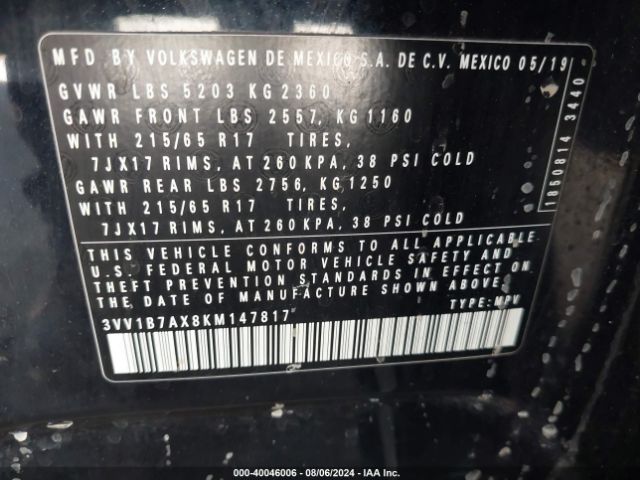 MFD BY VOLKSWAGEN DE MEXICO S.A. DE C.V. MEXICO 05/19
GVWR LBS 5203 KG 2360
GAWR FRONT LBS 2557, KG 1160
WITH 215/65 R17 TIRES,
7JX17 RIMS, AT 260 KPA, 38 PSI COLD
GAWR REAR LBS 2756, KG 1250
WITH 215/65 R17 TIRES,
7JX17 RIMS, AT 260 KPA, 38 PSI COLD
1850814 3440
THIS VEHICLE CONFORMS TO ALL APPLICABLE
U.S. FEDERAL MOTOR VEHICLE SAFETY AND
THEFT PREVENTION STANDARDS IN EFFECT ON
THE DATE OF MANUFACTURE SHOWN ABOVE.
3VV1B7AX8KM147817
TYPE: MPV
000-40046006 - 08/06/2024 - IAA Inc.